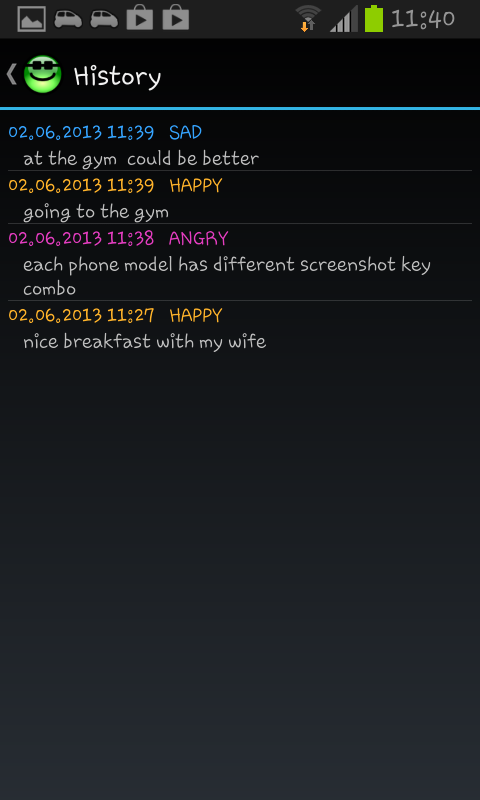 11:40
History
02.06.2013 11:39 SAD
at the gym  could be better
02.06.2013 11:39 HAPPY
going to the gym
02.06.2013 11:38 ANGRY
each phone model has different screenshot key
combo
02.06.2013 11:27 HAPPY
nice breakfast with my wife